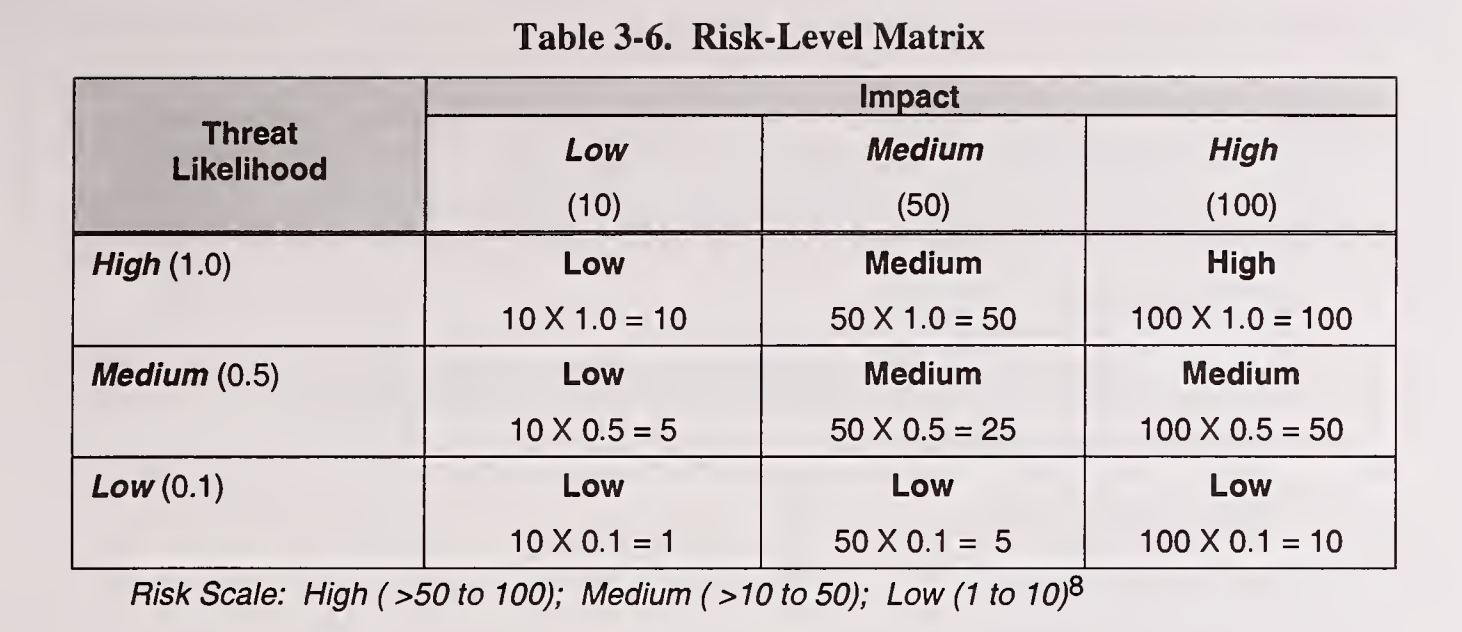 Table 3-6. Risk-Level Matrix
Threat
Likelihood
Impact
Low
Medium
High
(10)
(50)
(100)
High (1.0)
Low
Medium
High
10 X 1.0 = 10
50 X 1.0 = 50
100 X 1.0 = 100
Medium (0.5)
Low
Medium
Medium
10 X 0.5 = 5
50 X 0.5 = 25
100 X 0.5 = 50
Low (0.1)
Low
Low
Low
10 X 0.1 = 1
50 X 0.1 = 5
100 X 0.1 = 10
Risk Scale: High ( >50 to 100); Medium ( >10 to 50); Low (1 to 10)8